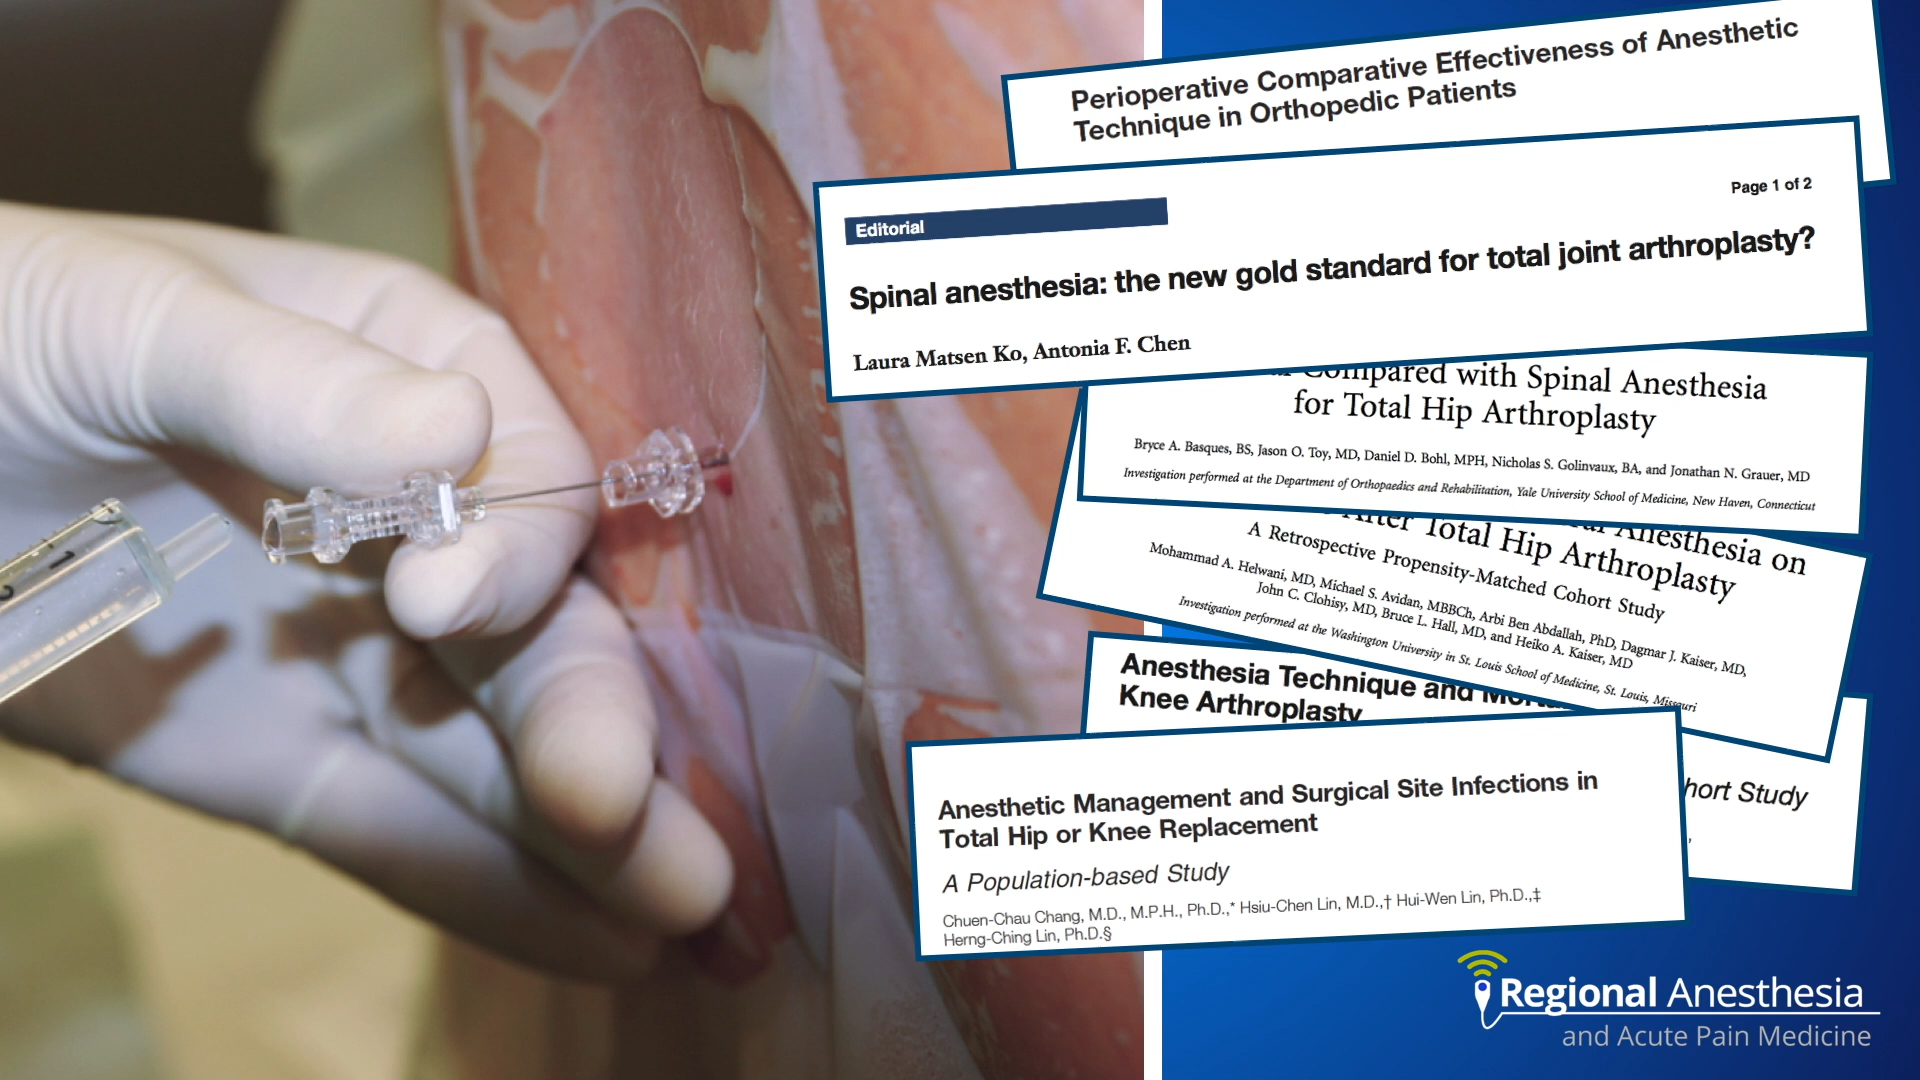 Perioperative Comparative Effectiveness of Anesthetic
Technique in Orthopedic Patients
Page 1 of 2
Editorial
Spinal anesthesia: the new gold standard for total joint arthroplasty?
Laura Matsen Ko, Antonia F. Chen
Compared with Spinal Anesthesia
for Total Hip Arthroplasty
Bryce A. Basques, BS, Jason O. Toy, MD, Daniel D. Bohl, MPH, Nicholas S. Golinvaux, BA, and Jonathan N. Grauer, MD
Investigation performed at the Department of Orthopaedics and Rehabilitation, Yale University School of Medicine, New Haven, Connecticut
Anesthesia on
After Total Hip Arthroplasty
A Retrospective Propensity-Matched Cohort Study
Mohammad A. Helwani, MD, Michael S. Avidan, MBBCh, Arbi Ben Abdallah, PhD, Dagmar J. Kaiser, MD,
John C. Clohisy, MD, Bruce L. Hall, MD, and Heiko A. Kaiser, MD
Investigation performed at the Washington University in St. Louis School of Medicine, St. Louis, Missouri
Anesthesia Technique and
Knee Arthroplasty
hort Study
Anesthetic Management and Surgical Site Infections in
Total Hip or Knee Replacement
A Population-based Study
Chuen-Chau Chang, M.D., M.P.H., Ph.D.,* Hsiu-Chen Lin, M.D.,† Hui-Wen Lin, Ph.D.,‡
Herng-Ching Lin, Ph.D.§
1
Regional Anesthesia
and Acute Pain Medicine